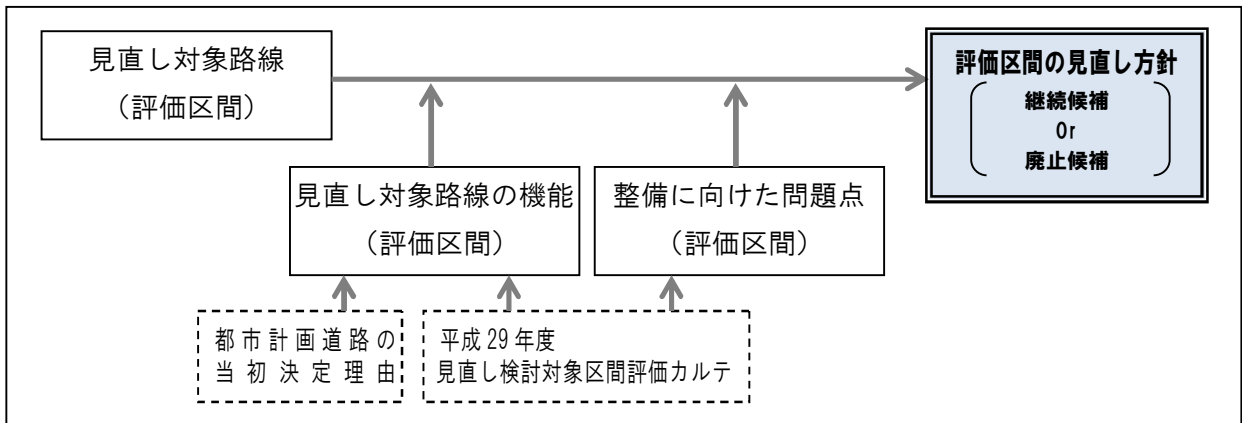 見直し対象路線
（評価区間）
評価区間の見直し方針
継続候補
Or
廃止候補
見直し対象路線の機能
（評価区間）
整備に向けた問題点
（評価区間）
都市計画道路の
当初決定理由
平成29年度
見直し検討対象区間評価カルテ